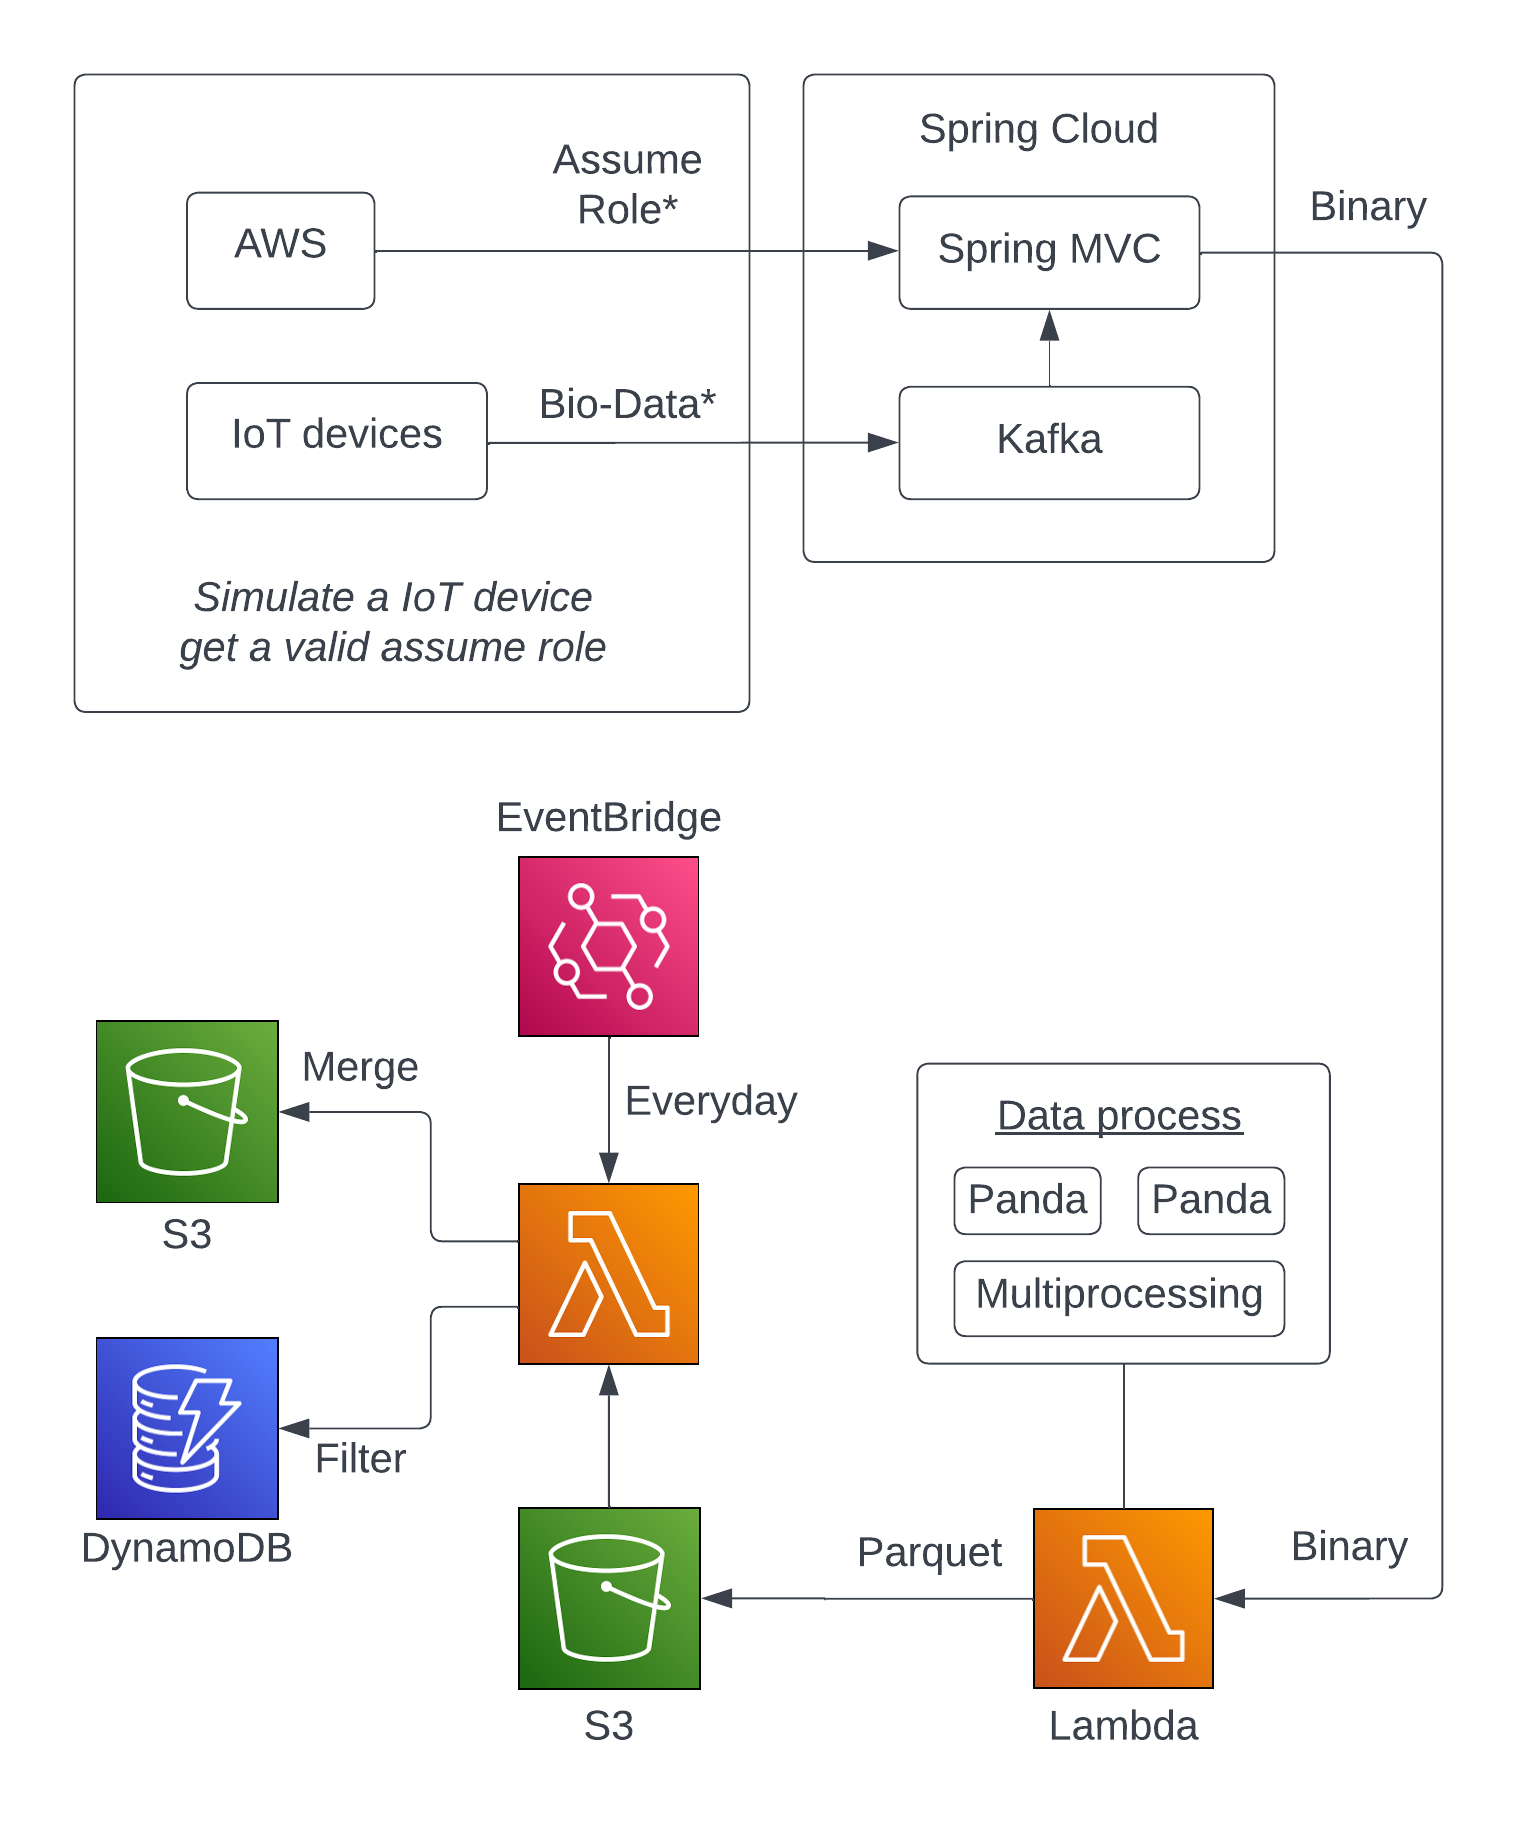 Spring Cloud
Assume
Role*
AWS
Spring MVC
Binary
Bio-Data*
IoT devices
Kafka
Simulate a IoT device
get a valid assume role
EventBridge
Everyday
Merge
S3
Data process
Panda
Panda
Multiprocessing
Filter
DynamoDB
Parquet
Binary
S3
Lambda